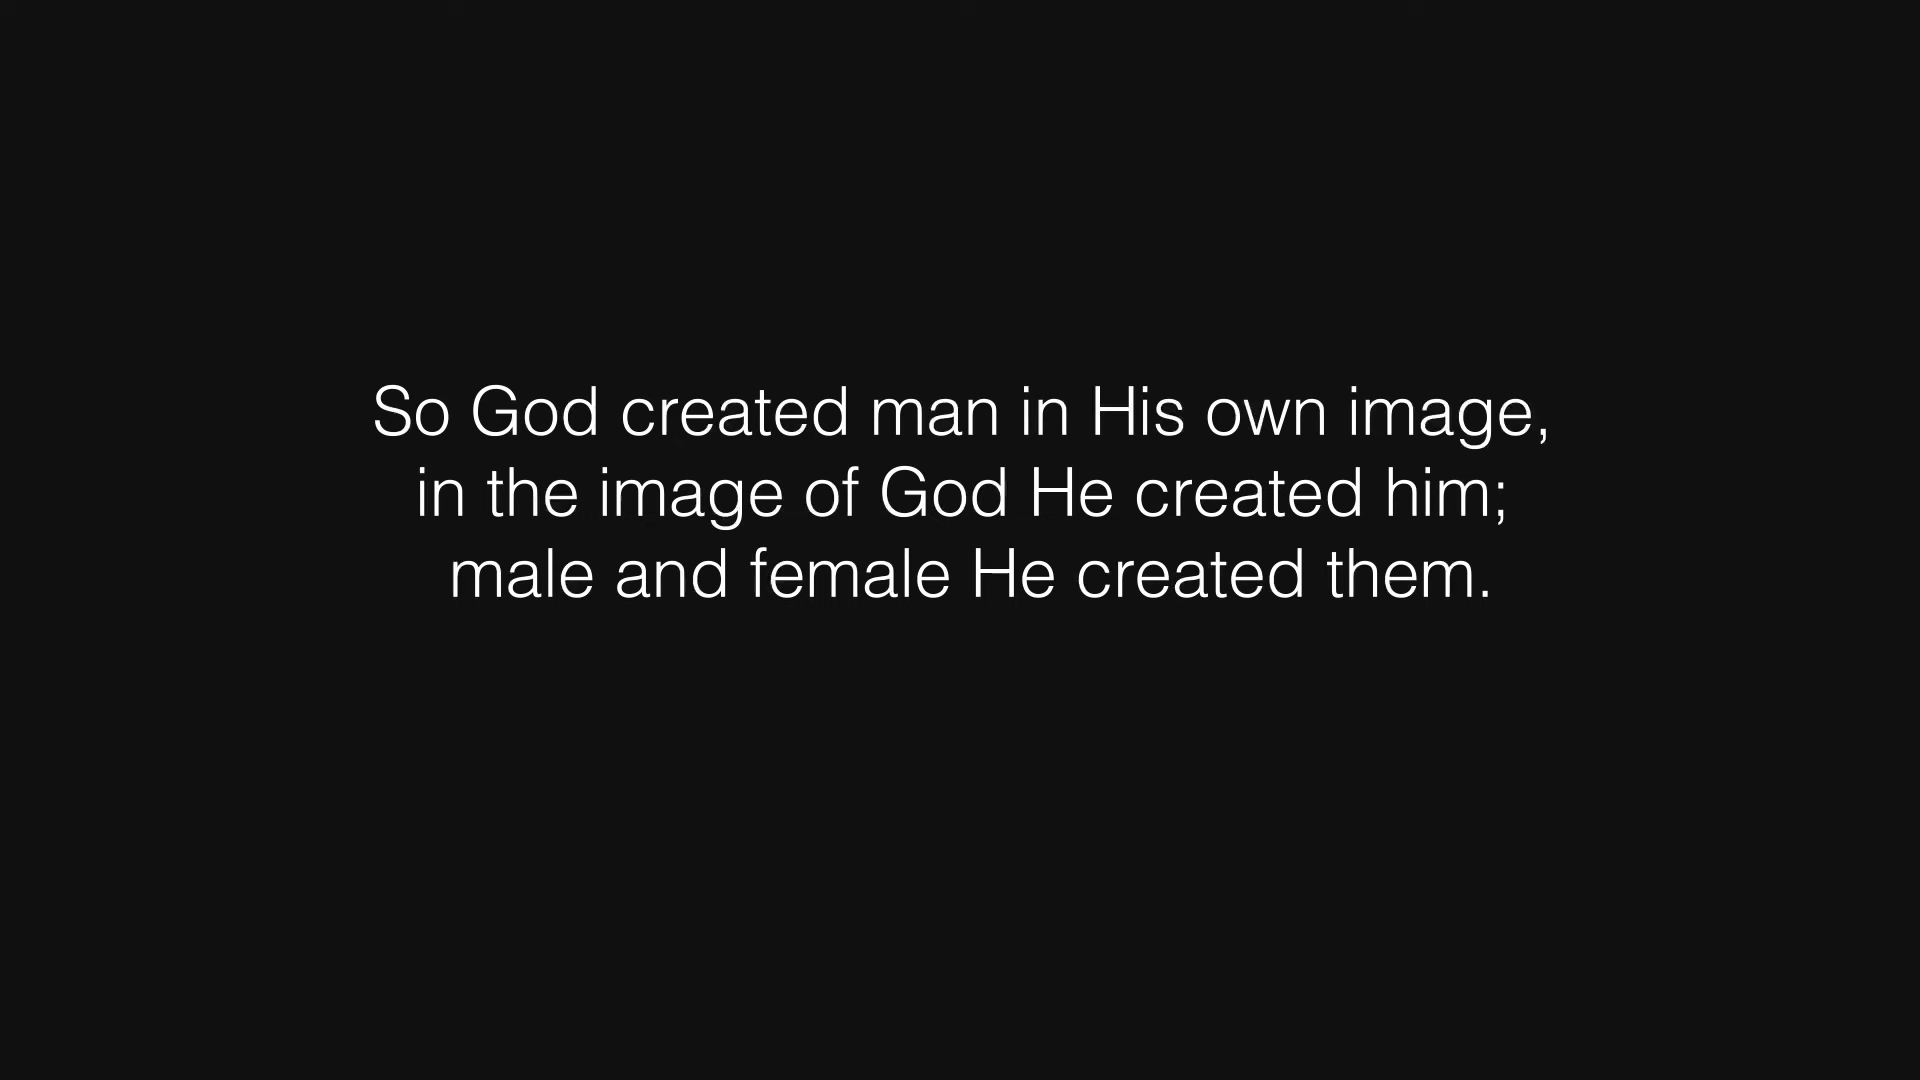 So God created man in His own image,
in the image of God He created him;
male and female He created them.